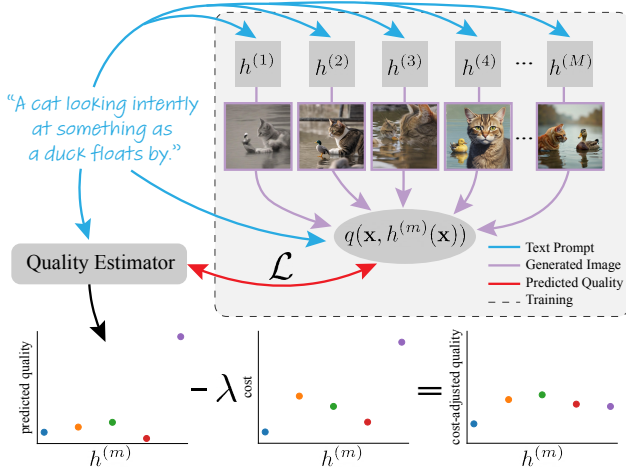 h^{(1)} h^{(2)} h^{(3)} h^{(4)} ... h^{(M)}
"A cat looking intently
at something as
a duck floats by."
...
q(x, h^{(m)}(x))
Quality Estimator
ℒ
Text Prompt
Generated Image
Predicted Quality
Training
predicted quality
h^{(m)}
− λ
cost
h^{(m)}
=
cost-adjusted quality
h^{(m)}